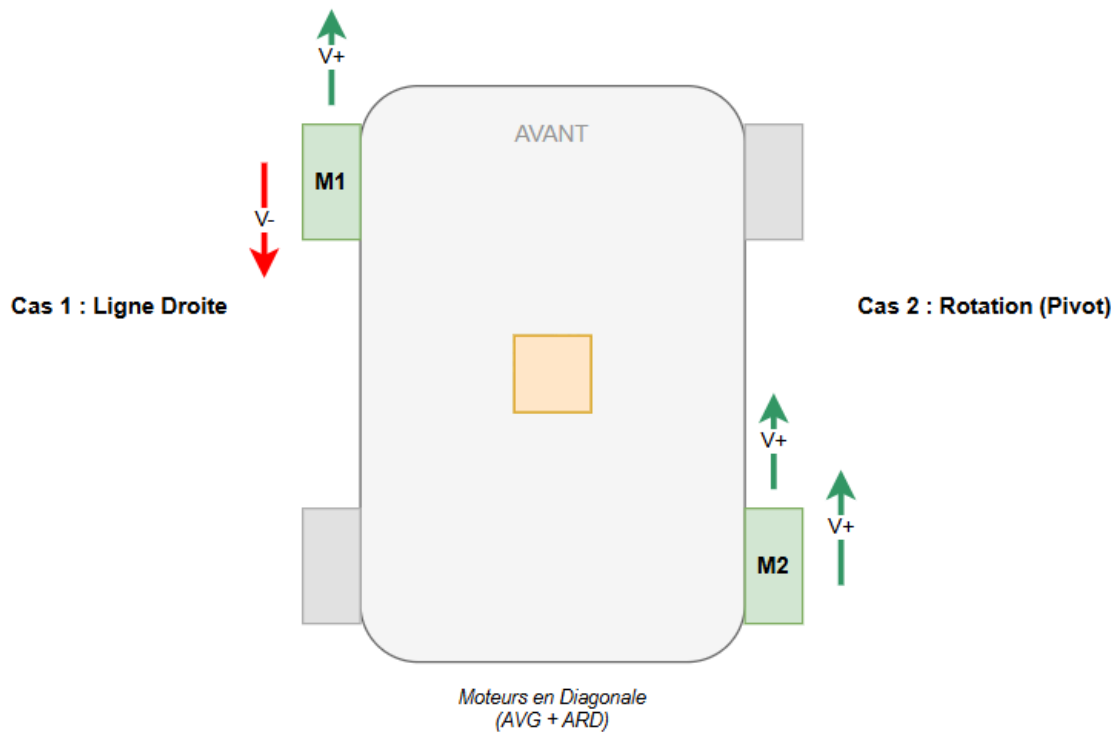 V+
AVANT
M1
V-
Cas 1 : Ligne Droite
Cas 2 : Rotation (Pivot)
V+
V+
M2
Moteurs en Diagonale
(AVG + ARD)